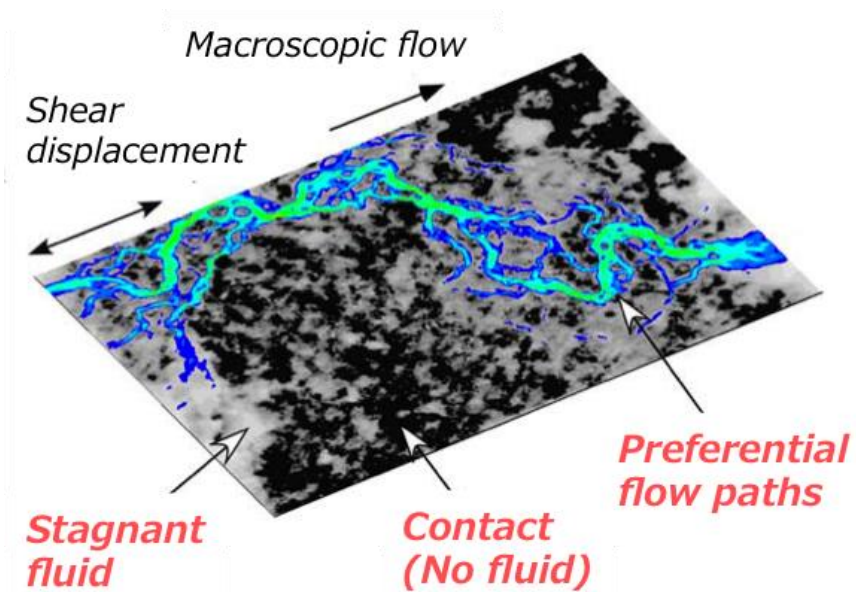 Macroscopic flow
Shear
displacement
Preferential
flow paths
Stagnant
fluid
Contact
(No fluid)